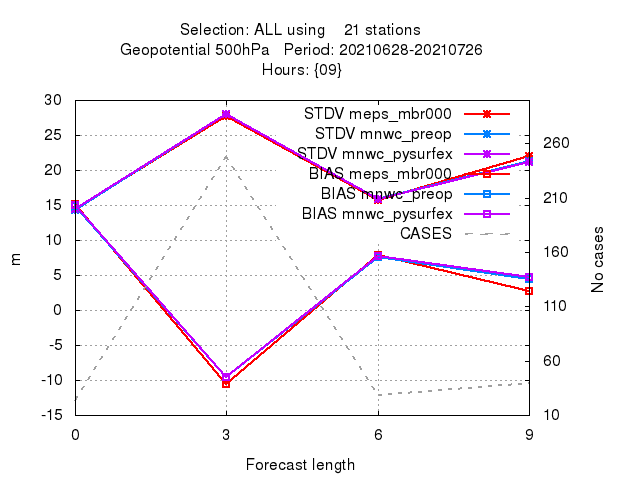 Selection: ALL using 21 stations
Geopotential 500hPa Period: 20210628-20210726
Hours: {09}
STDV meps_mbr000
STDV mnwc_preop
STDV mnwc_pysurfex
BIAS meps_mbr000
BIAS mnwc_preop
BIAS mnwc_pysurfex
CASES
30
25
20
15
10
5
0
-5
-10
-15
m
260
210
160
110
60
10
No cases
0 3 6 9
Forecast length